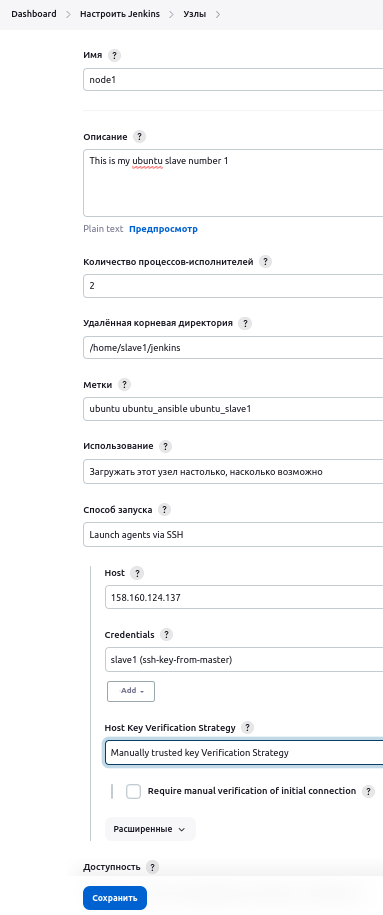 Dashboard > Настроить Jenkins > Узлы >
Имя ?
node1
Описание ?
This is my ubuntu slave number 1
Plain text Предпросмотр
Количество процессов-исполнителей ?
2
Удалённая корневая директория ?
/home/slave1/jenkins
Метки ?
ubuntu ubuntu_ansible ubuntu_slave1
Использование ?
Загружать этот узел настолько, насколько возможно
Способ запуска ?
Launch agents via SSH
Host ?
158.160.124.137
Credentials ?
slave1 (ssh-key-from-master)
Add
Host Key Verification Strategy ?
Manually trusted key Verification Strategy
Require manual verification of initial connection ?
Расширенные
Доступность ?
Сохранить